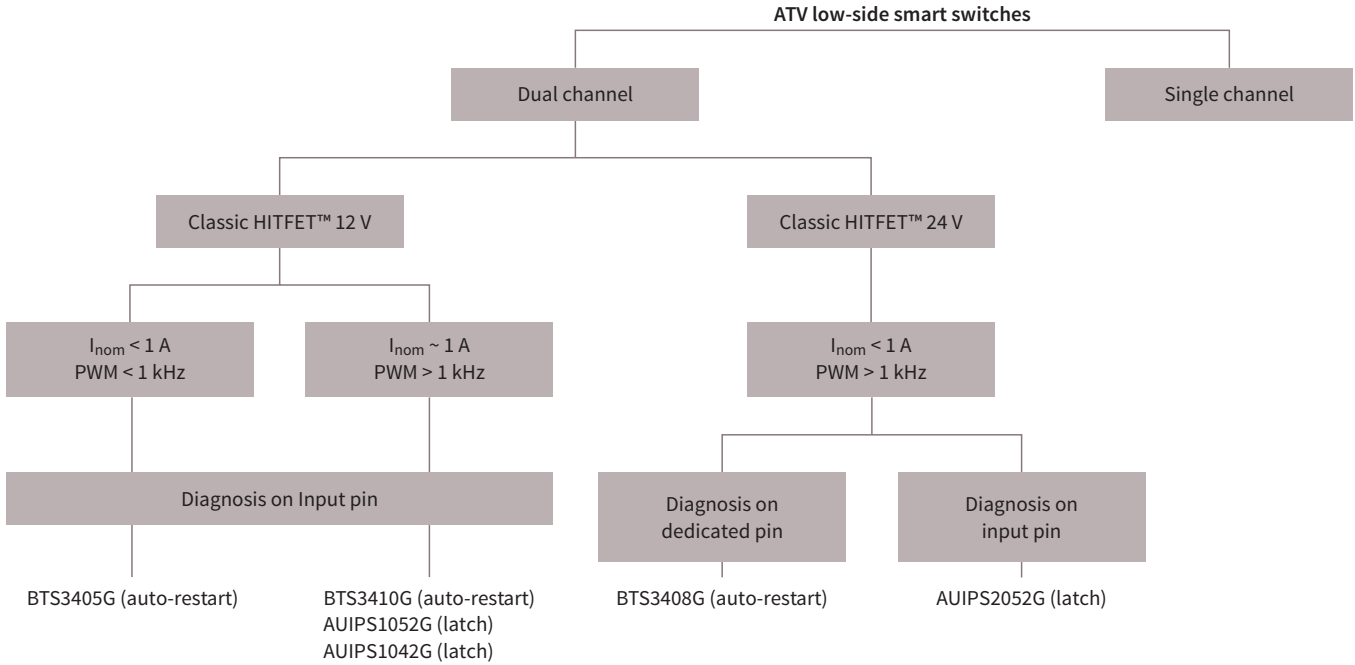 ATV low-side smart switches
Dual channel
Single channel
Classic HITFET™ 12 V
Classic HITFET™ 24 V
Inom < 1 A
PWM < 1 kHz
Inom ~ 1 A
PWM > 1 kHz
Inom < 1 A
PWM > 1 kHz
Diagnosis on Input pin
Diagnosis on
dedicated pin
Diagnosis on
input pin
BTS3405G (auto-restart)
BTS3410G (auto-restart)
AUIPS1052G (latch)
AUIPS1042G (latch)
BTS3408G (auto-restart)
AUIPS2052G (latch)